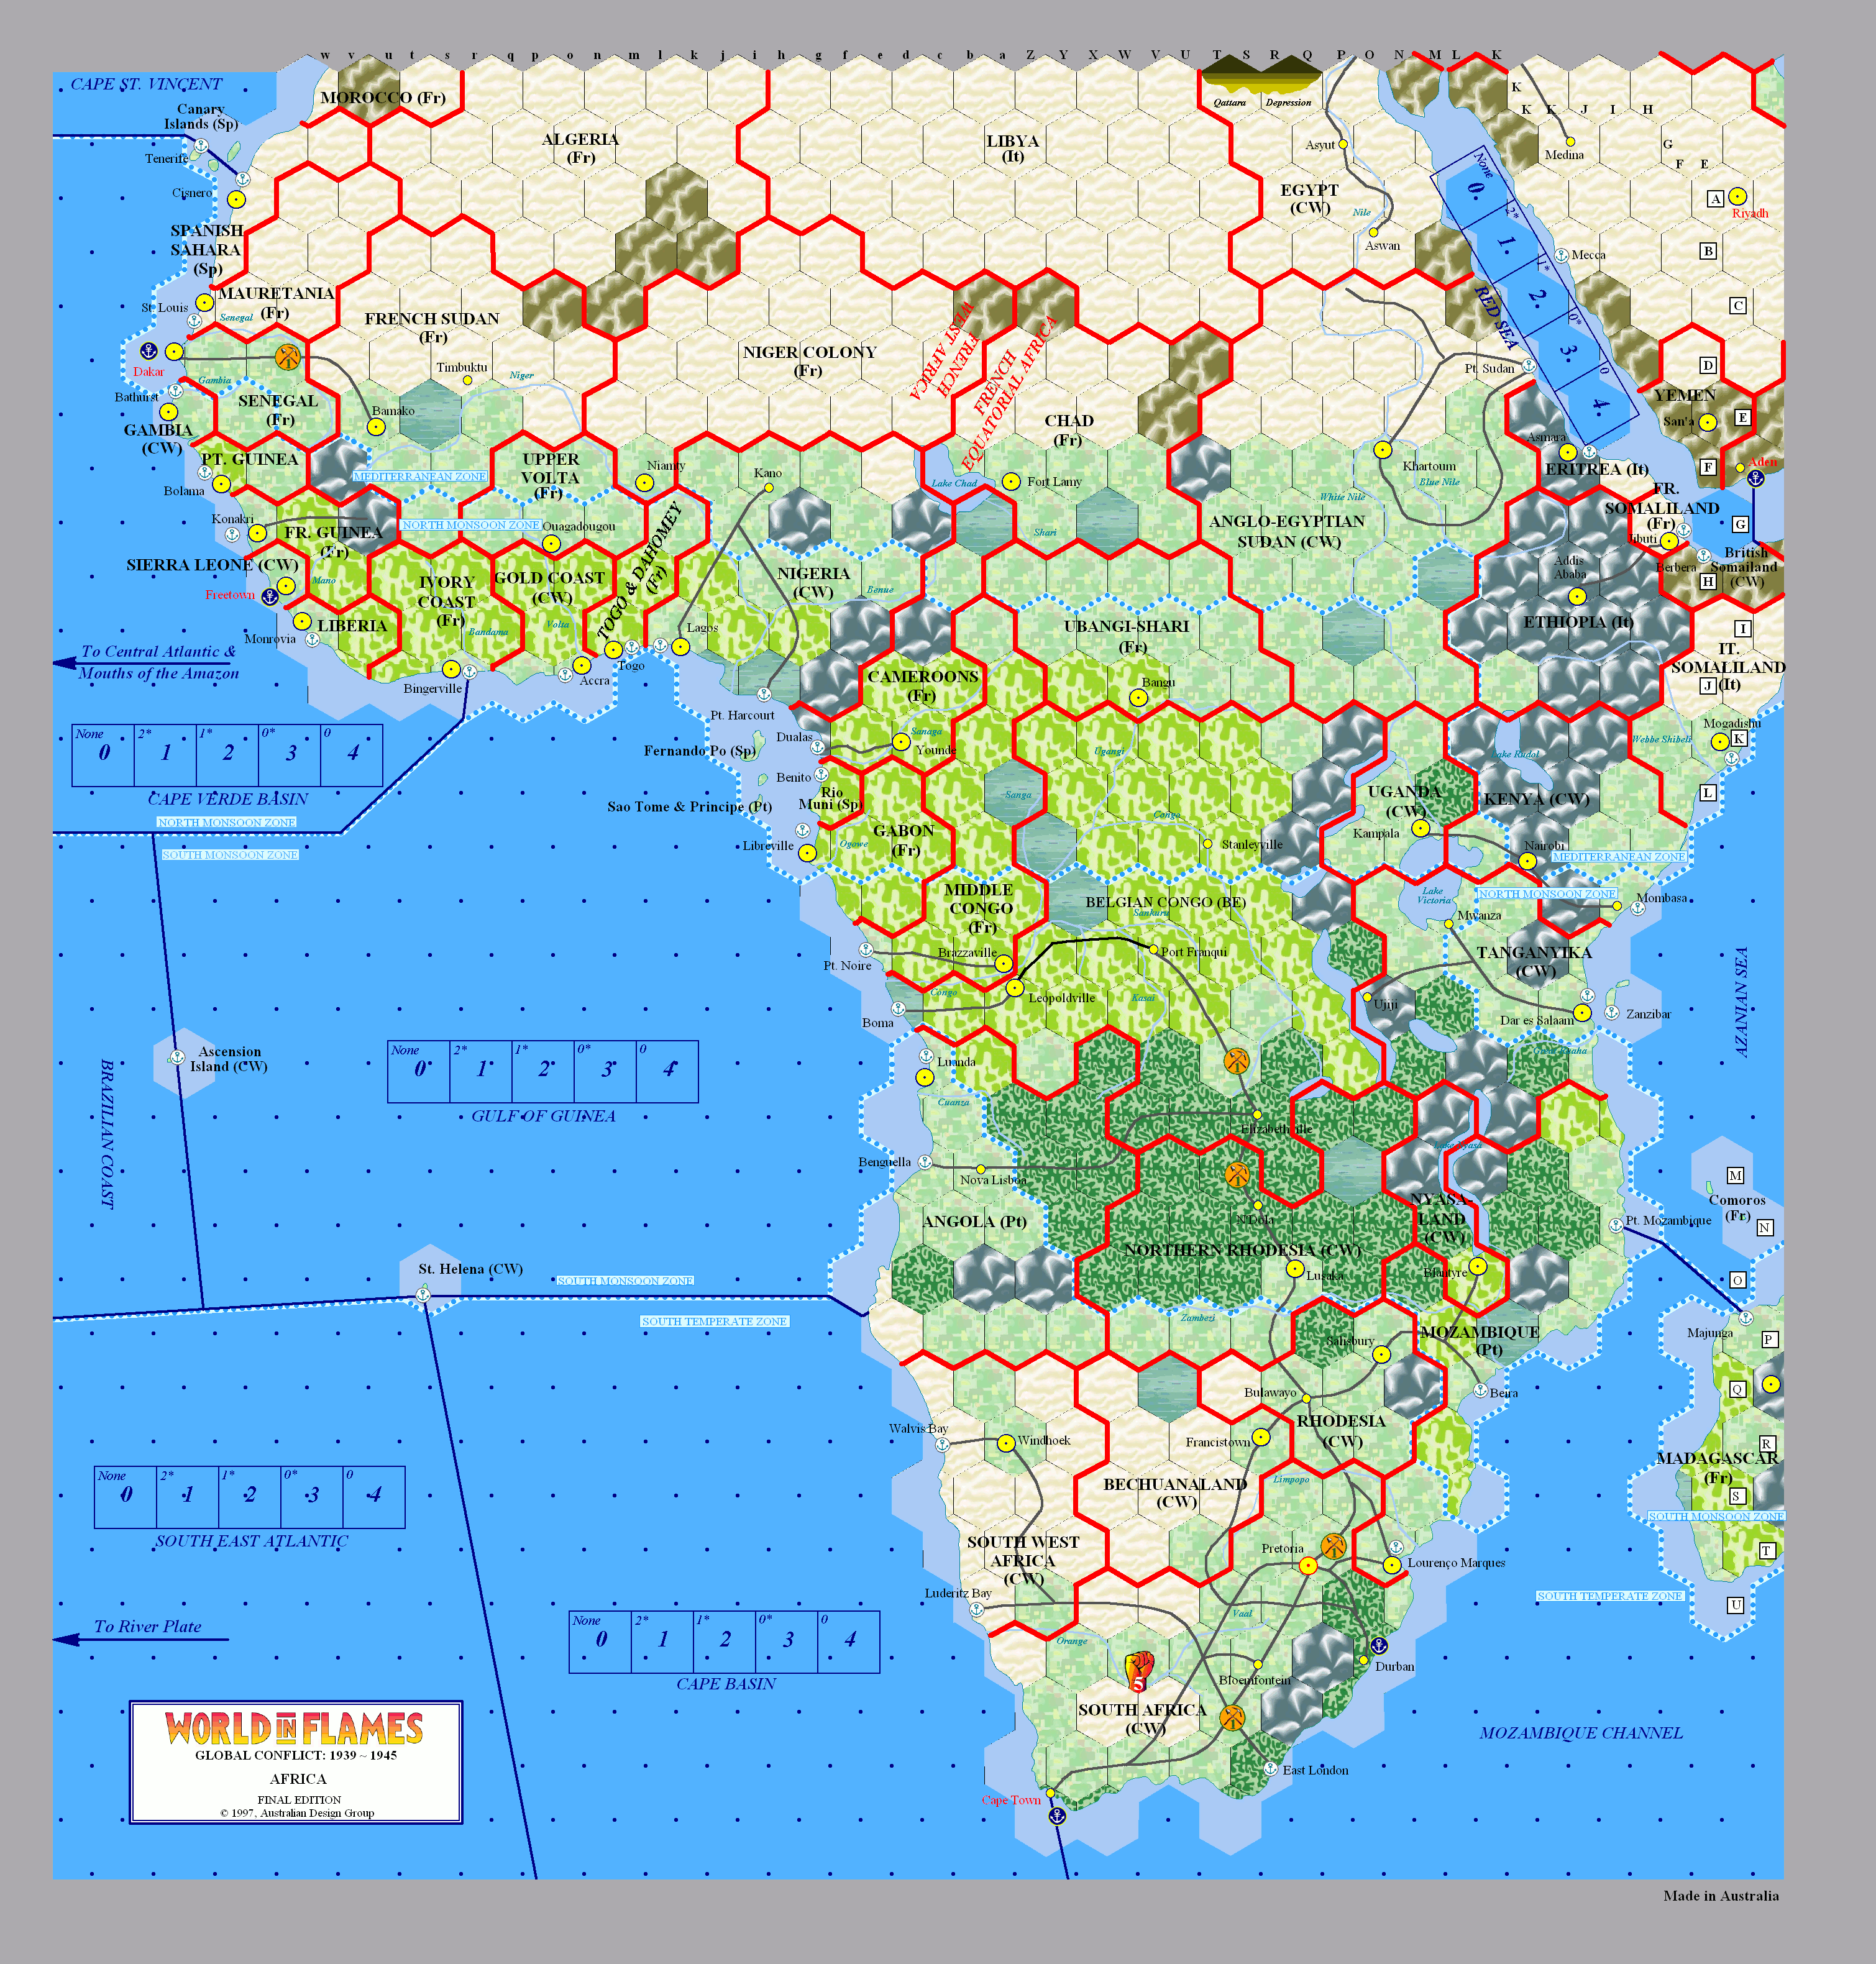 w v u t s r q p o n m l k j i h g f e d c b a Z Y X W V U T S R Q P O N M L K
CAPE ST. VINCENT
MOROCCO (Fr)
Qattara Depression
K
K K J I H
G
F E
Canary
Islands (Sp)
Tenerife
Cisnero
ALGERIA
(Fr)
LIBYA
(It)
Asyut
Medina
EGYPT
(CW)
Nile
Aswan
None
0
2*
1
1*
2
0*
3
0
4
RED SEA
A
Riyadh
B
Mecca
C
D
E
F
G
H
I
J
K
L
SPANISH
SAHARA
(Sp)
St. Louis
MAURETANIA
(Fr)
Senegal
FRENCH SUDAN
(Fr)
Timbuktu
Niger
NIGER COLONY
(Fr)
FRENCH
WEST AFRICA
FRENCH
EQUATORIAL AFRICA
CHAD
(Fr)
Pt. Sudan
YEMEN
San'a
Dakar
Gambia
Bathurst
SENEGAL
(Fr)
Bamako
GAMBIA
(CW)
PT. GUINEA
Bolama
MEDITERRANEAN ZONE
UPPER
VOLTA
(Fr)
Niamty
Kano
Lake Chad
Fort Lamy
Khartoum
White Nile
Blue Nile
Asmara
ERITREA (It)
Aden
FR.
SOMALILAND
(Fr)
Jibuti
Konakri
FR. GUINEA
(Fr)
NORTH MONSOON ZONE
Ouagadougou
Shari
ANGLO-EGYPTIAN
SUDAN (CW)
Addis
Ababa
Berbera
British
Somailand
(CW)
SIERRA LEONE (CW)
Freetown
Mano
IVORY
COAST
(Fr)
GOLD COAST
(CW)
TOGO & DAHOMEY
(Fr)
NIGERIA
(CW)
Benue
Monrovia
LIBERIA
Bandama
Volta
Lagos
UBANGI-SHARI
(Fr)
ETHIOPIA (It)
IT.
SOMALILAND
(It)
To Central Atlantic &
Mouths of the Amazon
Bingerville
Accra
Togo
CAMEROONS
(Fr)
Bangu
Pt. Harcourt
Dualas
Sanaga
Younde
Ugangi
Lake Rudol
Webbe Shibeli
Mogadishu
None 2* 1* 0* 0
0 1 2 3 4
CAPE VERDE BASIN
NORTH MONSOON ZONE
SOUTH MONSOON ZONE
Fernando Po (Sp)
Benito
Rio
Muni (Sp)
Sao Tome & Principe (Pt)
Sanga
UGANDA
(CW)
KENYA (CW)
Kampala
Nairobi
Congo
Stanleyville
GABON
(Fr)
Ogowe
Libreville
MEDITERRANEAN ZONE
NORTH MONSOON ZONE
MIDDLE
CONGO
(Fr)
BELGIAN CONGO (BE)
Sankuru
Lake
Victoria
Mwanza
Mombasa
Brazzaville
Port Franqui
TANGANYIKA
(CW)
AZANIAN SEA
Pt. Noire
Congo
Leopoldville
Kasai
Ujiji
Dar es Salaam
Zanzibar
Boma
BRAZILIAN COAST
Ascension
Island (CW)
None 2* 1* 0* 0
0 1 2 3 4
GULF OF GUINEA
Luanda
Cuanza
Elizabethville
Benguella
Nova Lisboa
N'Dola
M
Comoros
(Fr)
N
Pt. Mozambique
NYASA-
LAND
(CW)
ANGOLA (Pt)
NORTHERN RHODESIA (CW)
Lusaka
Blantyre
St. Helena (CW)
SOUTH MONSOON ZONE
SOUTH TEMPERATE ZONE
O
Zambezi
Salisbury
MOZAMBIQUE
(Pt)
Majunga
P
Bulawayo
Beira
Q
Walvis Bay
Windhoek
Francistown
RHODESIA
(CW)
R
MADAGASCAR
(Fr)
S
BECHUANALAND
(CW)
Limpopo
SOUTH MONSOON ZONE
None 2* 1* 0* 0
0 1 2 3 4
SOUTH EAST ATLANTIC
SOUTH WEST
AFRICA
(CW)
Pretoria
Lourenço Marques
T
SOUTH TEMPERATE ZONE
U
Luderitz Bay
Vaal
To River Plate
None 2* 1* 0* 0
0 1 2 3 4
CAPE BASIN
Orange
Durban
Bloemfontein
5
SOUTH AFRICA
(CW)
MOZAMBIQUE CHANNEL
East London
Cape Town
WORLD IN FLAMES
GLOBAL CONFLICT: 1939 ~ 1945
AFRICA
FINAL EDITION
© 1997, Australian Design Group
Made in Australia